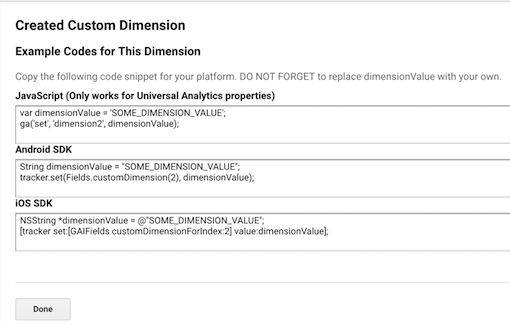 Created Custom Dimension
Example Codes for This Dimension
Copy the following code snippet for your platform. DO NOT FORGET to replace dimensionValue with your own.
JavaScript (Only works for Universal Analytics properties)
var dimensionValue = 'SOME_DIMENSION_VALUE';
ga('set', 'dimension2', dimensionValue);
Android SDK
String dimensionValue = "SOME_DIMENSION_VALUE";
tracker.set(Fields.customDimension(2), dimensionValue);
iOS SDK
NSString *dimensionValue = @"SOME_DIMENSION_VALUE";
[tracker set:[GAIFields customDimensionForIndex:2] value:dimensionValue];
Done